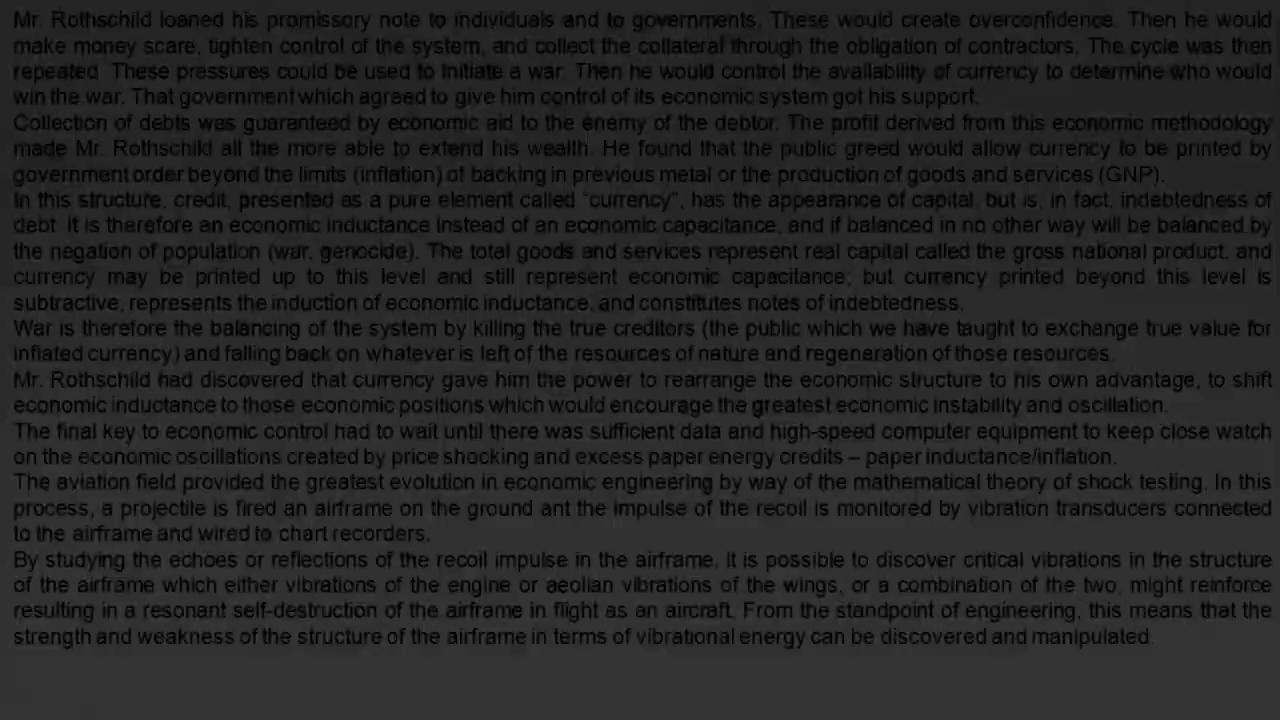 Mr. Rothschild loaned his promissory note to individuals and to governments. These would create overconfidence. Then he would
make money scare, tighten control of the system, and collect the collateral through the obligation of contractors. The cycle was then
repeated. These pressures could be used to initiate a war. Then he would control the availability of currency to determine who would
win the war. That government which agreed to give him control of its economic system got his support.
Collection of debts was guaranteed by economic aid to the enemy of the debtor. The profit derived from this economic methodology
made Mr. Rothschild all the more able to extend his wealth. He found that the public greed would allow currency to be printed by
government order beyond the limits (inflation) of backing in previous metal or the production of goods and services (GNP).
In this structure, credit, presented as a pure element called "currency", has the appearance of capital, but is, in fact, indebtedness of
debt. It is therefore an economic inductance instead of an economic capacitance, and if balanced in no other way will be balanced by
the negation of population (war, genocide). The total goods and services represent real capital called the gross national product, and
currency may be printed up to this level and still represent economic capacitance; but currency printed beyond this level is
subtractive, represents the induction of economic inductance, and constitutes notes of indebtedness.
War is therefore the balancing of the system by killing the true creditors (the public which we have taught to exchange true value for
inflated currency) and falling back on whatever is left of the resources of nature and regeneration of those resources.
Mr. Rothschild had discovered that currency gave him the power to rearrange the economic structure to his own advantage, to shift
economic inductance to those economic positions which would encourage the greatest economic instability and oscillation.
The final key to economic control had to wait until there was sufficient data and high-speed computer equipment to keep close watch
on the economic oscillations created by price shocking and excess paper energy credits – paper inductance/inflation.
The aviation field provided the greatest evolution in economic engineering by way of the mathematical theory of shock testing. In this
process, a projectile is fired an airframe on the ground ant the impulse of the recoil is monitored by vibration transducers connected
to the airframe and wired to chart recorders.
By studying the echoes or reflections of the recoil impulse in the airframe, It is possible to discover critical vibrations in the structure
of the airframe which either vibrations of the engine or aeolian vibrations of the wings, or a combination of the two, might reinforce
resulting in a resonant self-destruction of the airframe in flight as an aircraft. From the standpoint of engineering, this means that the
strength and weakness of the structure of the airframe in terms of vibrational energy can be discovered and manipulated.